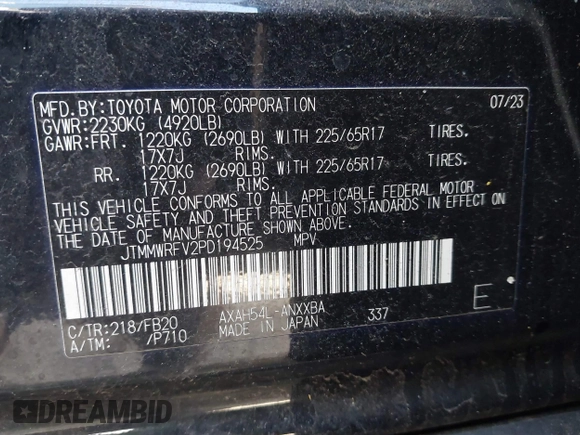 MFD.BY:TOYOTA MOTOR CORPORATION 07/23
GVWR:2230KG (4920LB)
GAWR:FRT. 1220KG (2690LB) WITH 225/65R17 TIRES.
17X7J RIMS.
RR. 1220KG (2690LB) WITH 225/65R17 TIRES.
17X7J RIMS.
THIS VEHICLE CONFORMS TO ALL APPLICABLE FEDERAL MOTOR
VEHICLE SAFETY AND THEFT PREVENTION STANDARDS IN EFFECT ON
THE DATE OF MANUFACTURE SHOWN ABOVE.
JTMMWRFV2PD194525 MPV
C/TR:218/FB20 AXAH54L-ANXXBA 337 E
A/TM: /P710 MADE IN JAPAN
DREAMBID